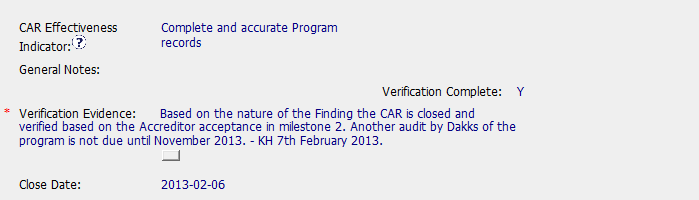 CAR Effectiveness Complete and accurate Program
Indicator:? records
General Notes:
Verification Complete: Y
* Verification Evidence: Based on the nature of the Finding the CAR is closed and
verified based on the Accreditor acceptance in milestone 2. Another audit by Dakks of the
program is not due until November 2013. - KH 7th February 2013.
Close Date: 2013-02-06